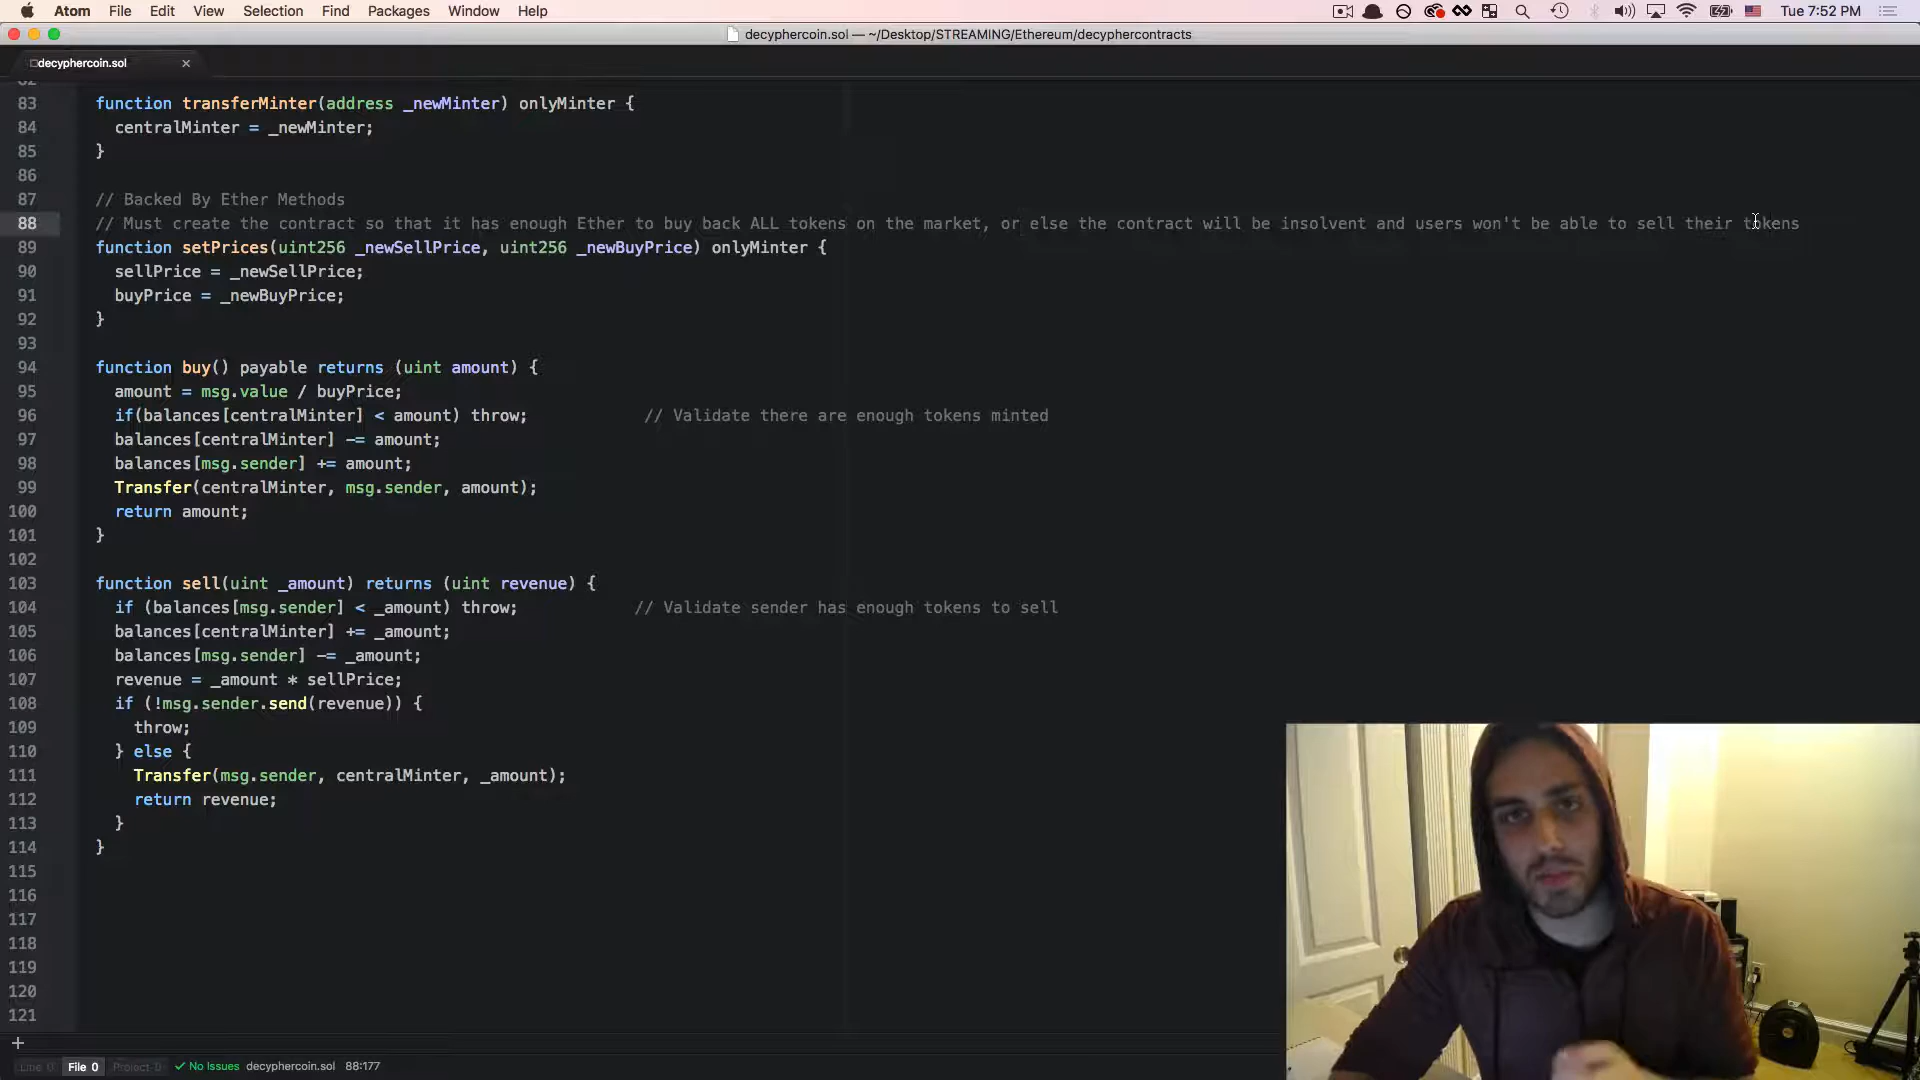 Atom File Edit View Selection Find Packages Window Help Tue 7:52 PM
decyphercoin.sol — ~/Desktop/STREAMING/Ethereum/decyphercontracts
decyphercoin.sol ×
83 function transferMinter(address _newMinter) onlyMinter {
84 centralMinter = _newMinter;
85 }
86
87 // Backed By Ether Methods
88 // Must create the contract so that it has enough Ether to buy back ALL tokens on the market, or else the contract will be insolvent and users won't be able to sell their tokens
89 function setPrices(uint256 _newSellPrice, uint256 _newBuyPrice) onlyMinter {
90 sellPrice = _newSellPrice;
91 buyPrice = _newBuyPrice;
92 }
93
94 function buy() payable returns (uint amount) {
95 amount = msg.value / buyPrice;
96 if(balances[centralMinter] < amount) throw; // Validate there are enough tokens minted
97 balances[centralMinter] -= amount;
98 balances[msg.sender] += amount;
99 Transfer(centralMinter, msg.sender, amount);
100 return amount;
101 }
102
103 function sell(uint _amount) returns (uint revenue) {
104 if (balances[msg.sender] < _amount) throw; // Validate sender has enough tokens to sell
105 balances[centralMinter] += _amount;
106 balances[msg.sender] -= _amount;
107 revenue = _amount * sellPrice;
108 if (!msg.sender.send(revenue)) {
109 throw;
110 } else {
111 Transfer(msg.sender, centralMinter, _amount);
112 return revenue;
113 }
114 }
115
116
117
118
119
120
121
+
Line 0 File 0 Project 0 No Issues decyphercoin.sol 88:177